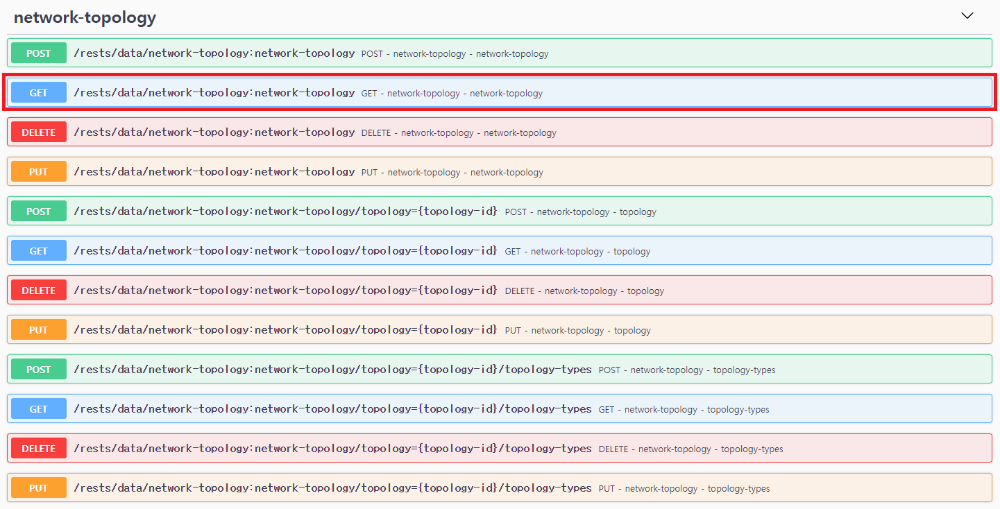 network-topology
POST /rests/data/network-topology:network-topology POST - network-topology - network-topology
GET /rests/data/network-topology:network-topology GET - network-topology - network-topology
DELETE /rests/data/network-topology:network-topology DELETE - network-topology - network-topology
PUT /rests/data/network-topology:network-topology PUT - network-topology - network-topology
POST /rests/data/network-topology:network-topology/topology={topology-id} POST - network-topology - topology
GET /rests/data/network-topology:network-topology/topology={topology-id} GET - network-topology - topology
DELETE /rests/data/network-topology:network-topology/topology={topology-id} DELETE - network-topology - topology
PUT /rests/data/network-topology:network-topology/topology={topology-id} PUT - network-topology - topology
POST /rests/data/network-topology:network-topology/topology={topology-id}/topology-types POST - network-topology - topology-types
GET /rests/data/network-topology:network-topology/topology={topology-id}/topology-types GET - network-topology - topology-types
DELETE /rests/data/network-topology:network-topology/topology={topology-id}/topology-types DELETE - network-topology - topology-types
PUT /rests/data/network-topology:network-topology/topology={topology-id}/topology-types PUT - network-topology - topology-types